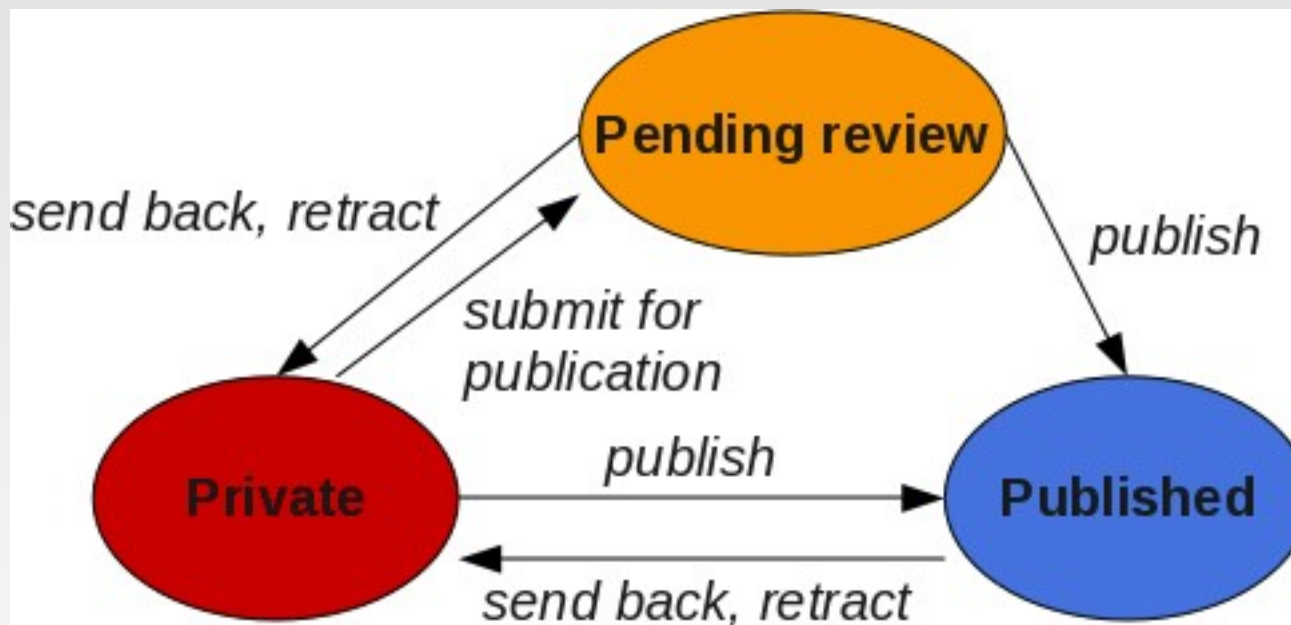 Pending review
send back, retract
publish
submit for
publication
publish
Private
Published
send back, retract